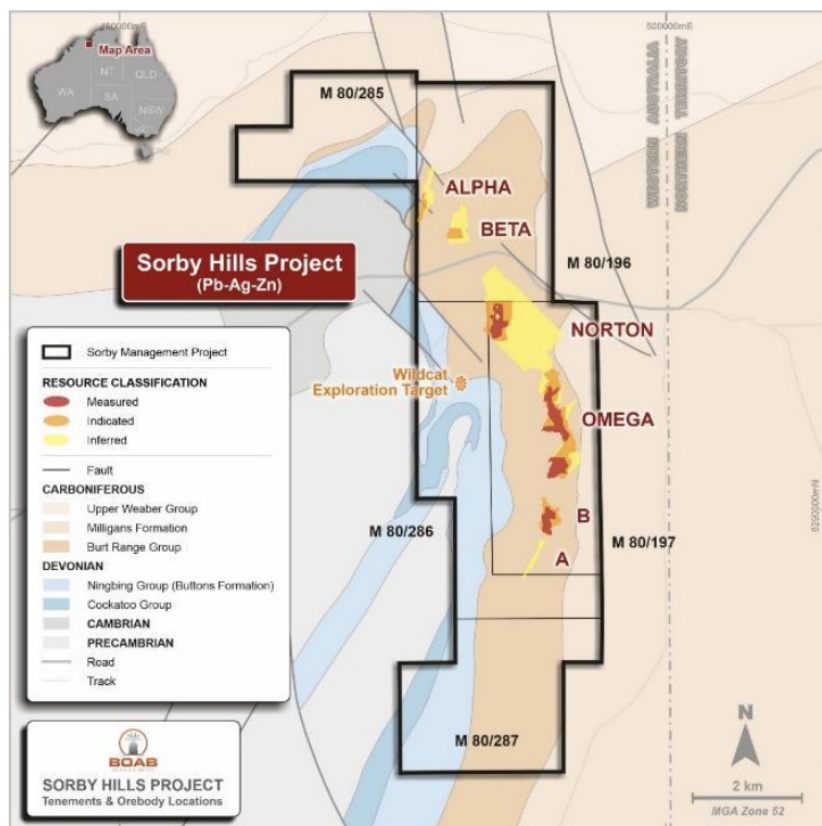 490000mE
500000mE
Map Area
NT
QLD
WA
SA
NSW
WESTERN AUSTRALIA
NORTHERN TERRITORY
M 80/285
ALPHA
BETA
Sorby Hills Project
(Pb-Ag-Zn)
M 80/196
NORTON
Wildcat
Exploration Target
OMEGA
B
A
M 80/286
M 80/197
8290000mN
M 80/287
Sorby Management Project
RESOURCE CLASSIFICATION
Measured
Indicated
Inferred
Fault
CARBONIFEROUS
Upper Weaber Group
Milligans Formation
Burt Range Group
DEVONIAN
Ningbing Group (Buttons Formation)
Cockatoo Group
CAMBRIAN
PRECAMBRIAN
Road
Track
BOAB
SORBY HILLS PROJECT
Tenements & Orebody Locations
N
2 km
MGA Zone 52